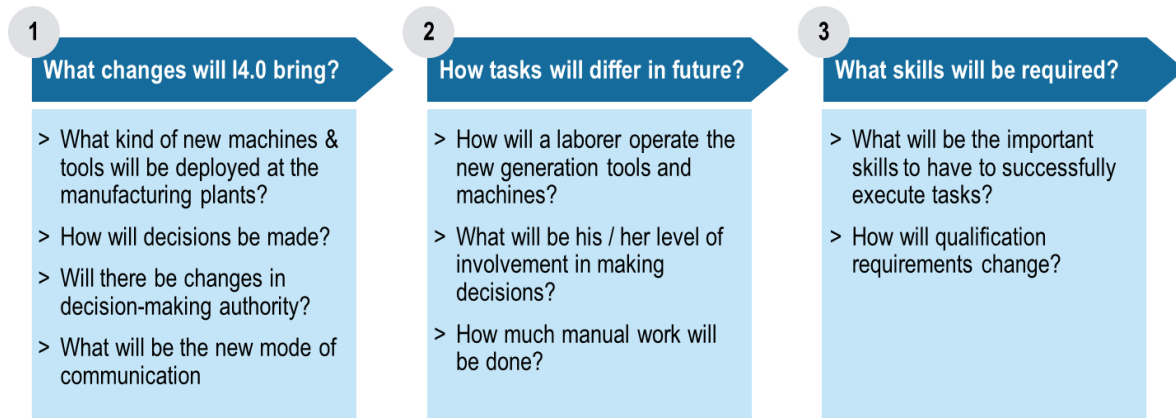 1
What changes will I4.0 bring?
> What kind of new machines &
tools will be deployed at the
manufacturing plants?
> How will decisions be made?
> Will there be changes in
decision-making authority?
> What will be the new mode of
communication
2
How tasks will differ in future?
> How will a laborer operate the
new generation tools and
machines?
> What will be his / her level of
involvement in making
decisions?
> How much manual work will
be done?
3
What skills will be required?
> What will be the important
skills to have to successfully
execute tasks?
> How will qualification
requirements change?